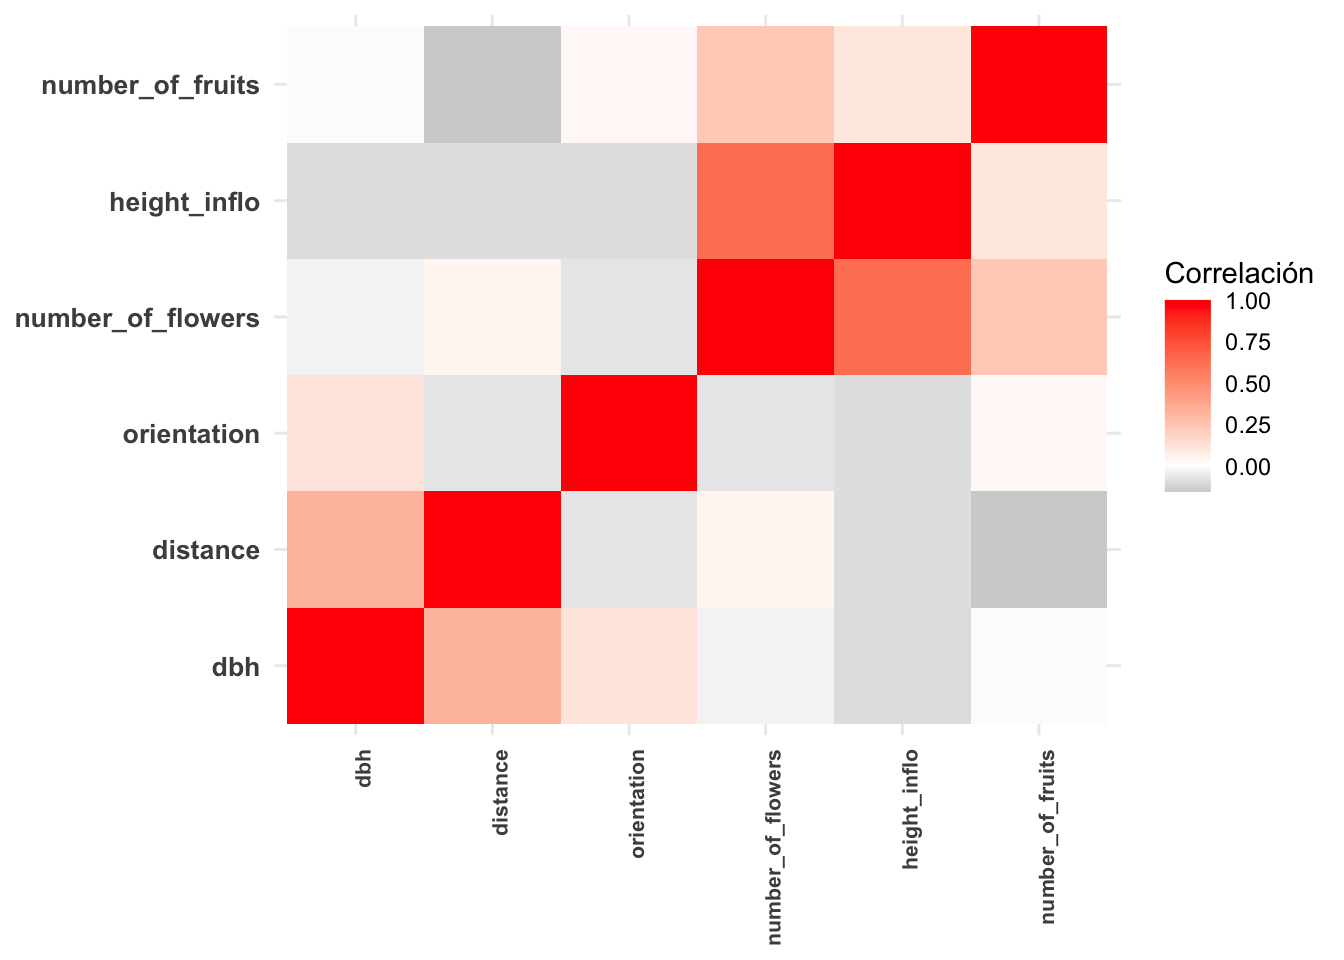 number_of_fruits
height_inflo
number_of_flowers
orientation
distance
dbh
dbh
distance
orientation
number_of_flowers
height_inflo
number_of_fruits
Correlación
1.00
0.75
0.50
0.25
0.00